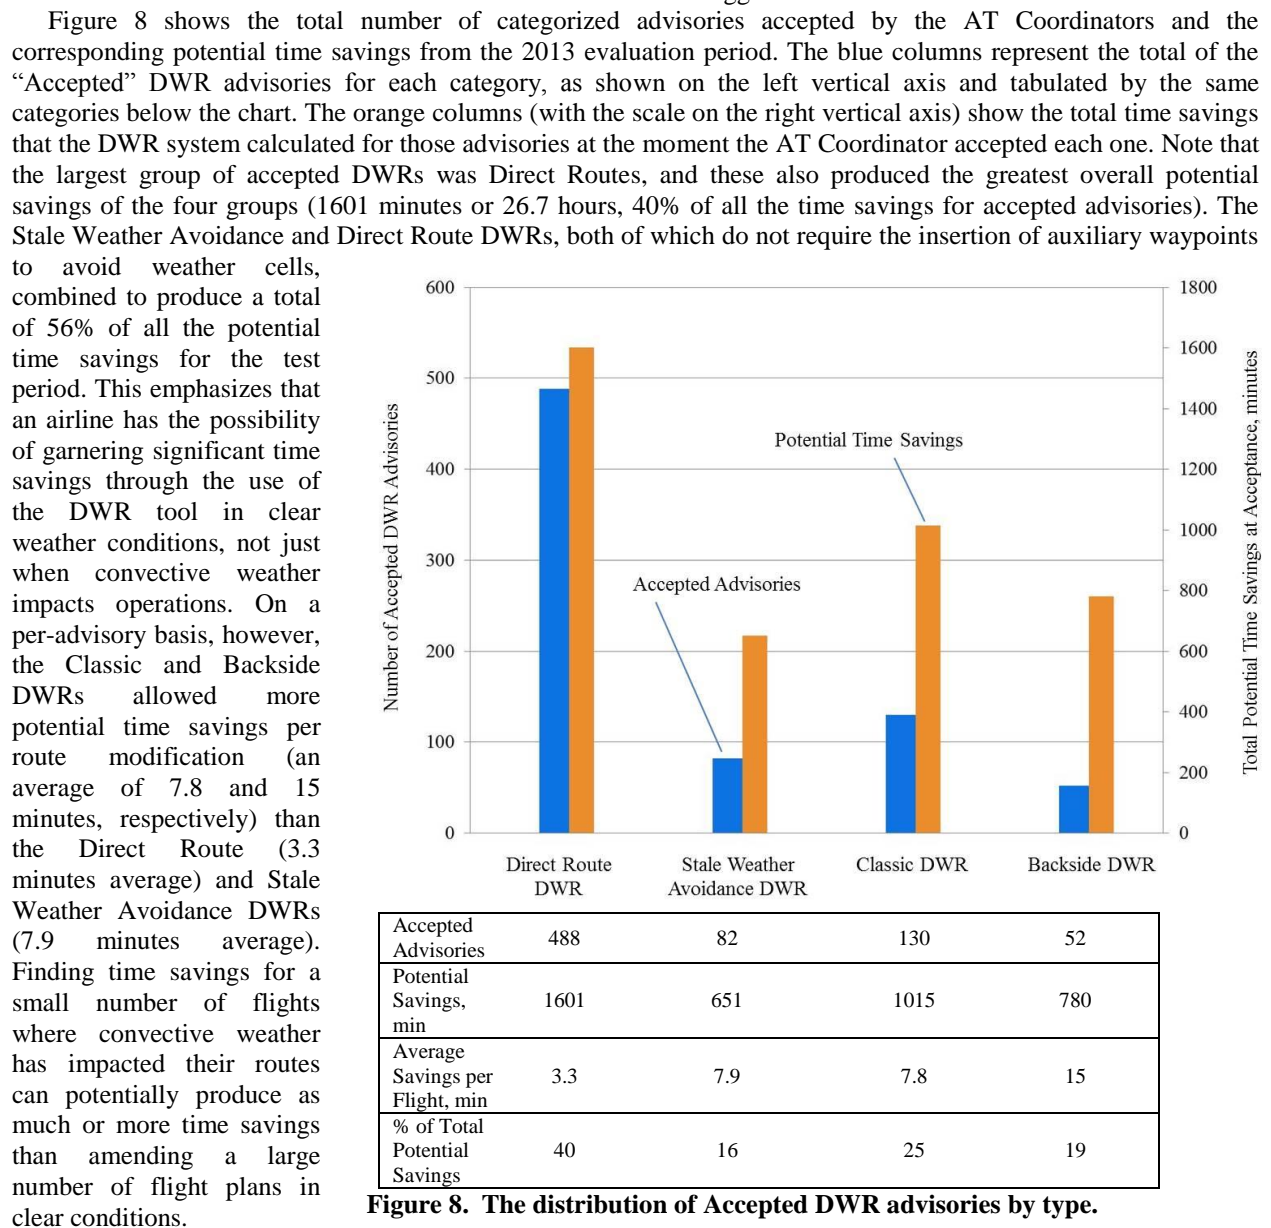 Figure 8 shows the total number of categorized advisories accepted by the AT Coordinators and the
corresponding potential time savings from the 2013 evaluation period. The blue columns represent the total of the
“Accepted” DWR advisories for each category, as shown on the left vertical axis and tabulated by the same
categories below the chart. The orange columns (with the scale on the right vertical axis) show the total time savings
that the DWR system calculated for those advisories at the moment the AT Coordinator accepted each one. Note that
the largest group of accepted DWRs was Direct Routes, and these also produced the greatest overall potential
savings of the four groups (1601 minutes or 26.7 hours, 40% of all the time savings for accepted advisories). The
Stale Weather Avoidance and Direct Route DWRs, both of which do not require the insertion of auxiliary waypoints
to avoid weather cells,
combined to produce a total
of 56% of all the potential
time savings for the test
period. This emphasizes that
an airline has the possibility
of garnering significant time
savings through the use of
the DWR tool in clear
weather conditions, not just
when convective weather
impacts operations. On a
per-advisory basis, however,
the Classic and Backside
DWRs allowed more
potential time savings per
route modification (an
average of 7.8 and 15
minutes, respectively) than
the Direct Route (3.3
minutes average) and Stale
Weather Avoidance DWRs
(7.9 minutes average).
Finding time savings for a
small number of flights
where convective weather
has impacted their routes
can potentially produce as
much or more time savings
than amending a large
number of flight plans in
clear conditions.
Number of Accepted DWR Advisories
600
500
400
300
200
100
0
Potential Time Savings
Accepted Advisories
1800
1600
1400
1200
1000
800
600
400
200
0
Total Potential Time Savings at Acceptance, minutes
Direct Route
DWR
Stale Weather
Avoidance DWR
Classic DWR
Backside DWR
Accepted
Advisories
488 82 130 52
Potential
Savings,
min
1601 651 1015 780
Average
Savings per
Flight, min
3.3 7.9 7.8 15
% of Total
Potential
Savings
40 16 25 19
Figure 8. The distribution of Accepted DWR advisories by type.